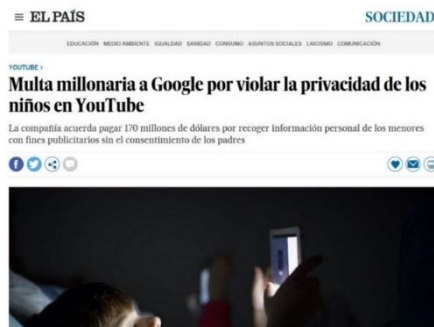 EL PAÍS
SOCIEDAD
EDUCACIÓN MEDIO AMBIENTE IGUALDAD SANIDAD CONSUMO ASUNTOS SOCIALES LAICISMO COMUNICACIÓN
YOUTUBE ›
Multa millonaria a Google por violar la privacidad de los
niños en YouTube
La compañía acuerda pagar 170 millones de dólares por recoger información personal de los menores
con fines publicitarios sin el consentimiento de los padres